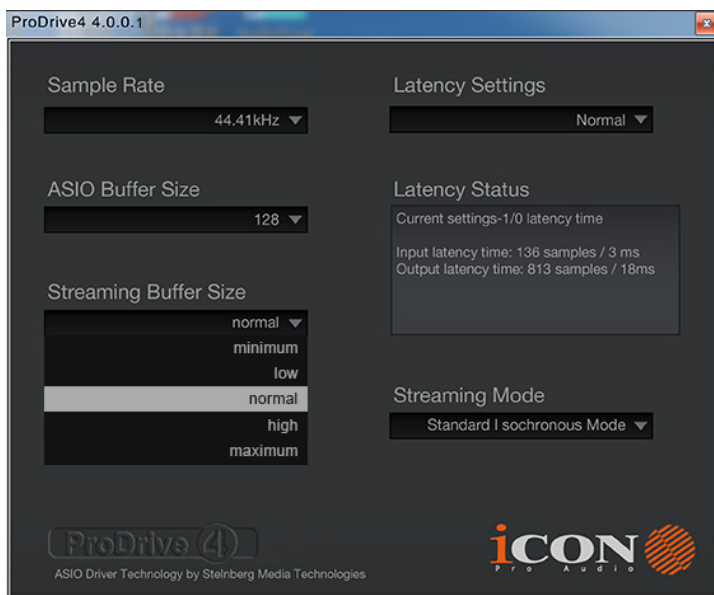 ProDrive4 4.0.0.1
x
Sample Rate
44.41kHz
ASIO Buffer Size
128
Streaming Buffer Size
normal
minimum
low
normal
high
maximum
Latency Settings
Normal
Latency Status
Current settings-1/0 latency time
Input latency time: 136 samples / 3 ms
Output latency time: 813 samples / 18ms
Streaming Mode
Standard I sochronous Mode
ProDrive 4
ASIO Driver Technology by Stelnberg Media Technologies
iCON
Pro Audio